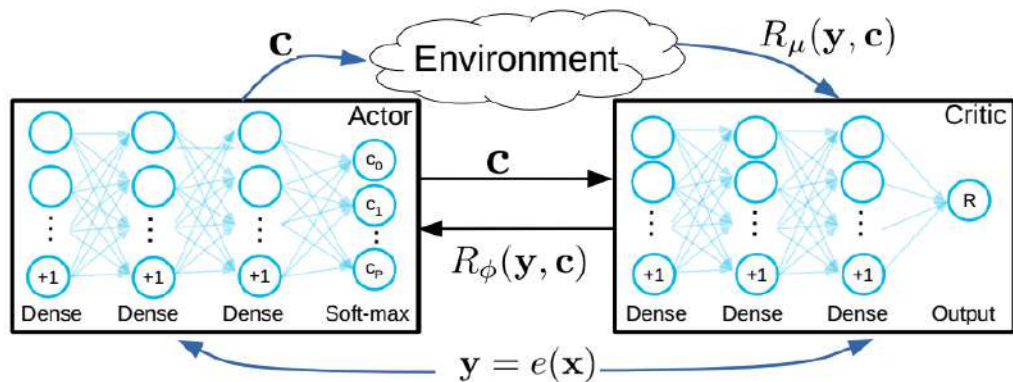 c
Environment
R_μ(y, c)
Actor
Critic
c_0
c_1
c_P
+1 +1 +1
Dense Dense Dense Soft-max
c
R_ϕ(y, c)
R
+1 +1 +1
Dense Dense Dense Output
y = e(x)